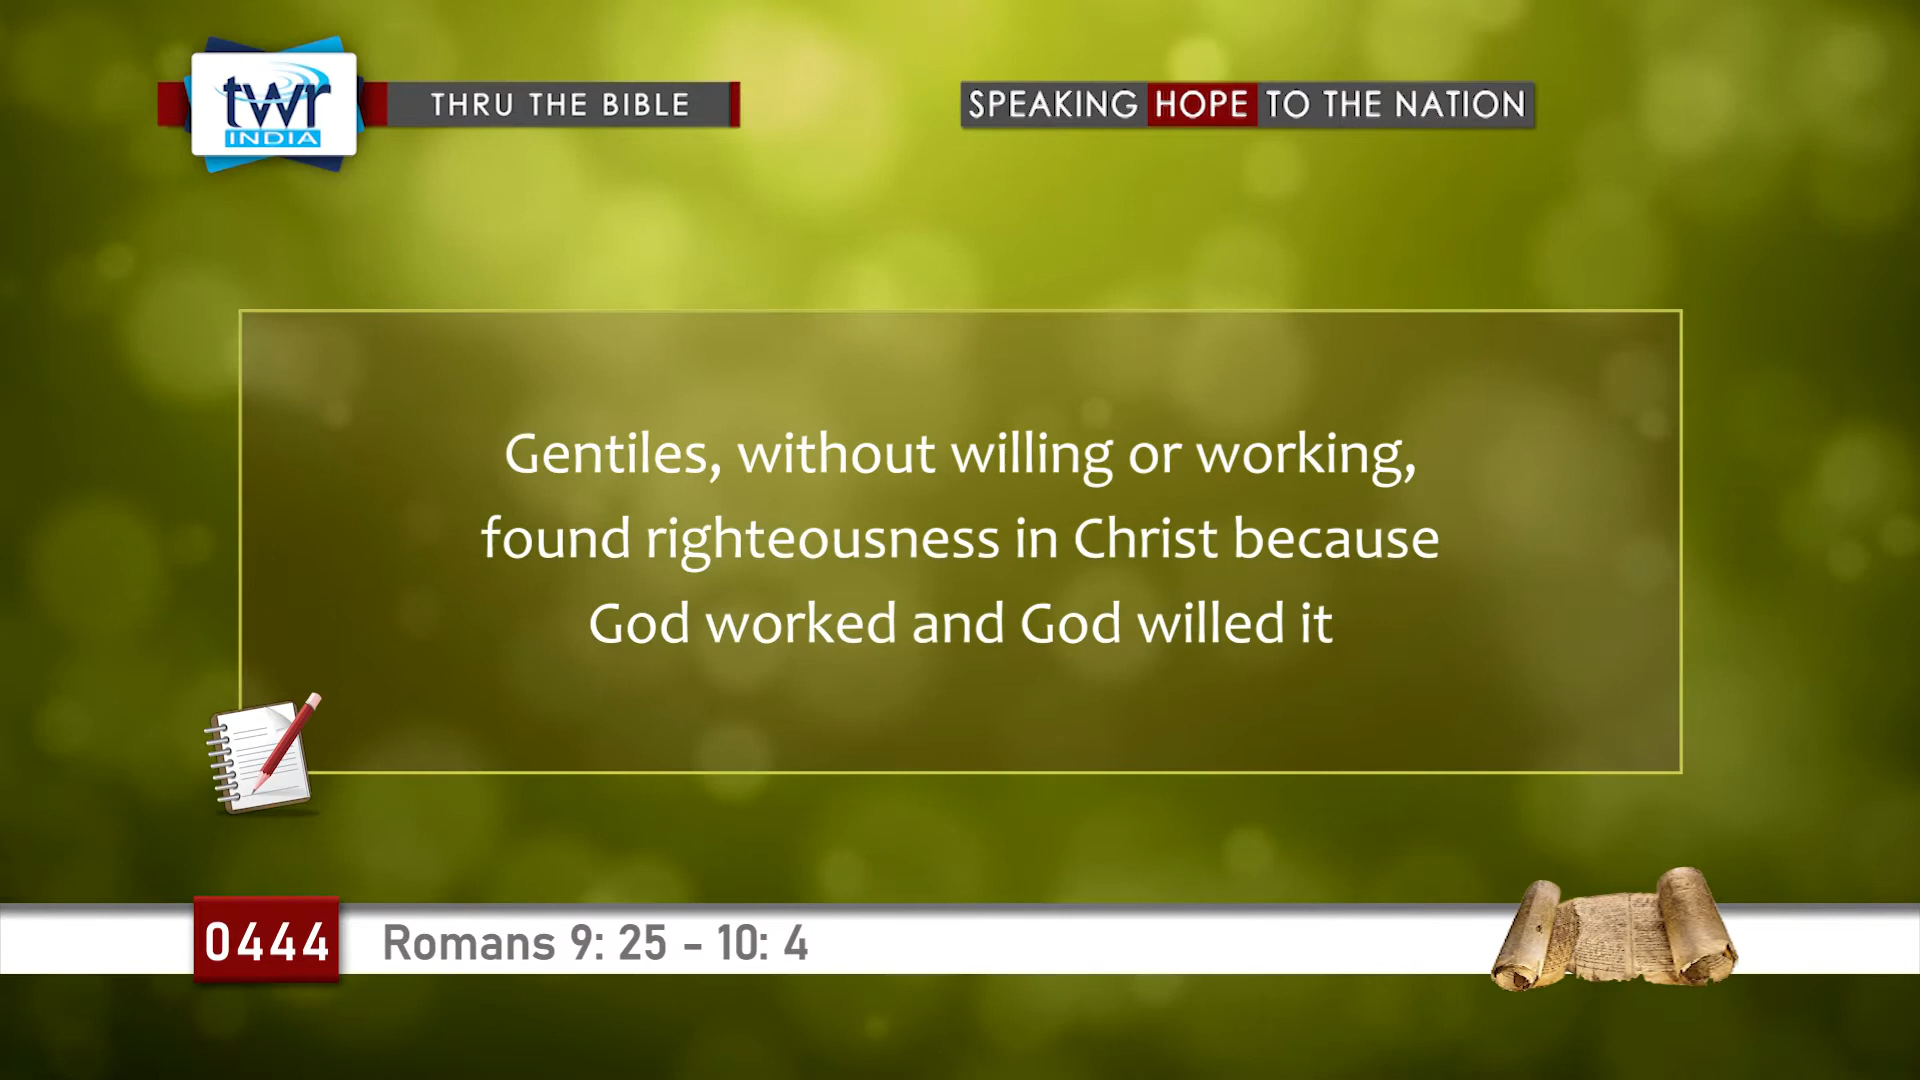 twr
INDIA
THRU THE BIBLE
SPEAKING HOPE TO THE NATION
Gentiles, without willing or working,
found righteousness in Christ because
God worked and God willed it
0444
Romans 9: 25 - 10: 4